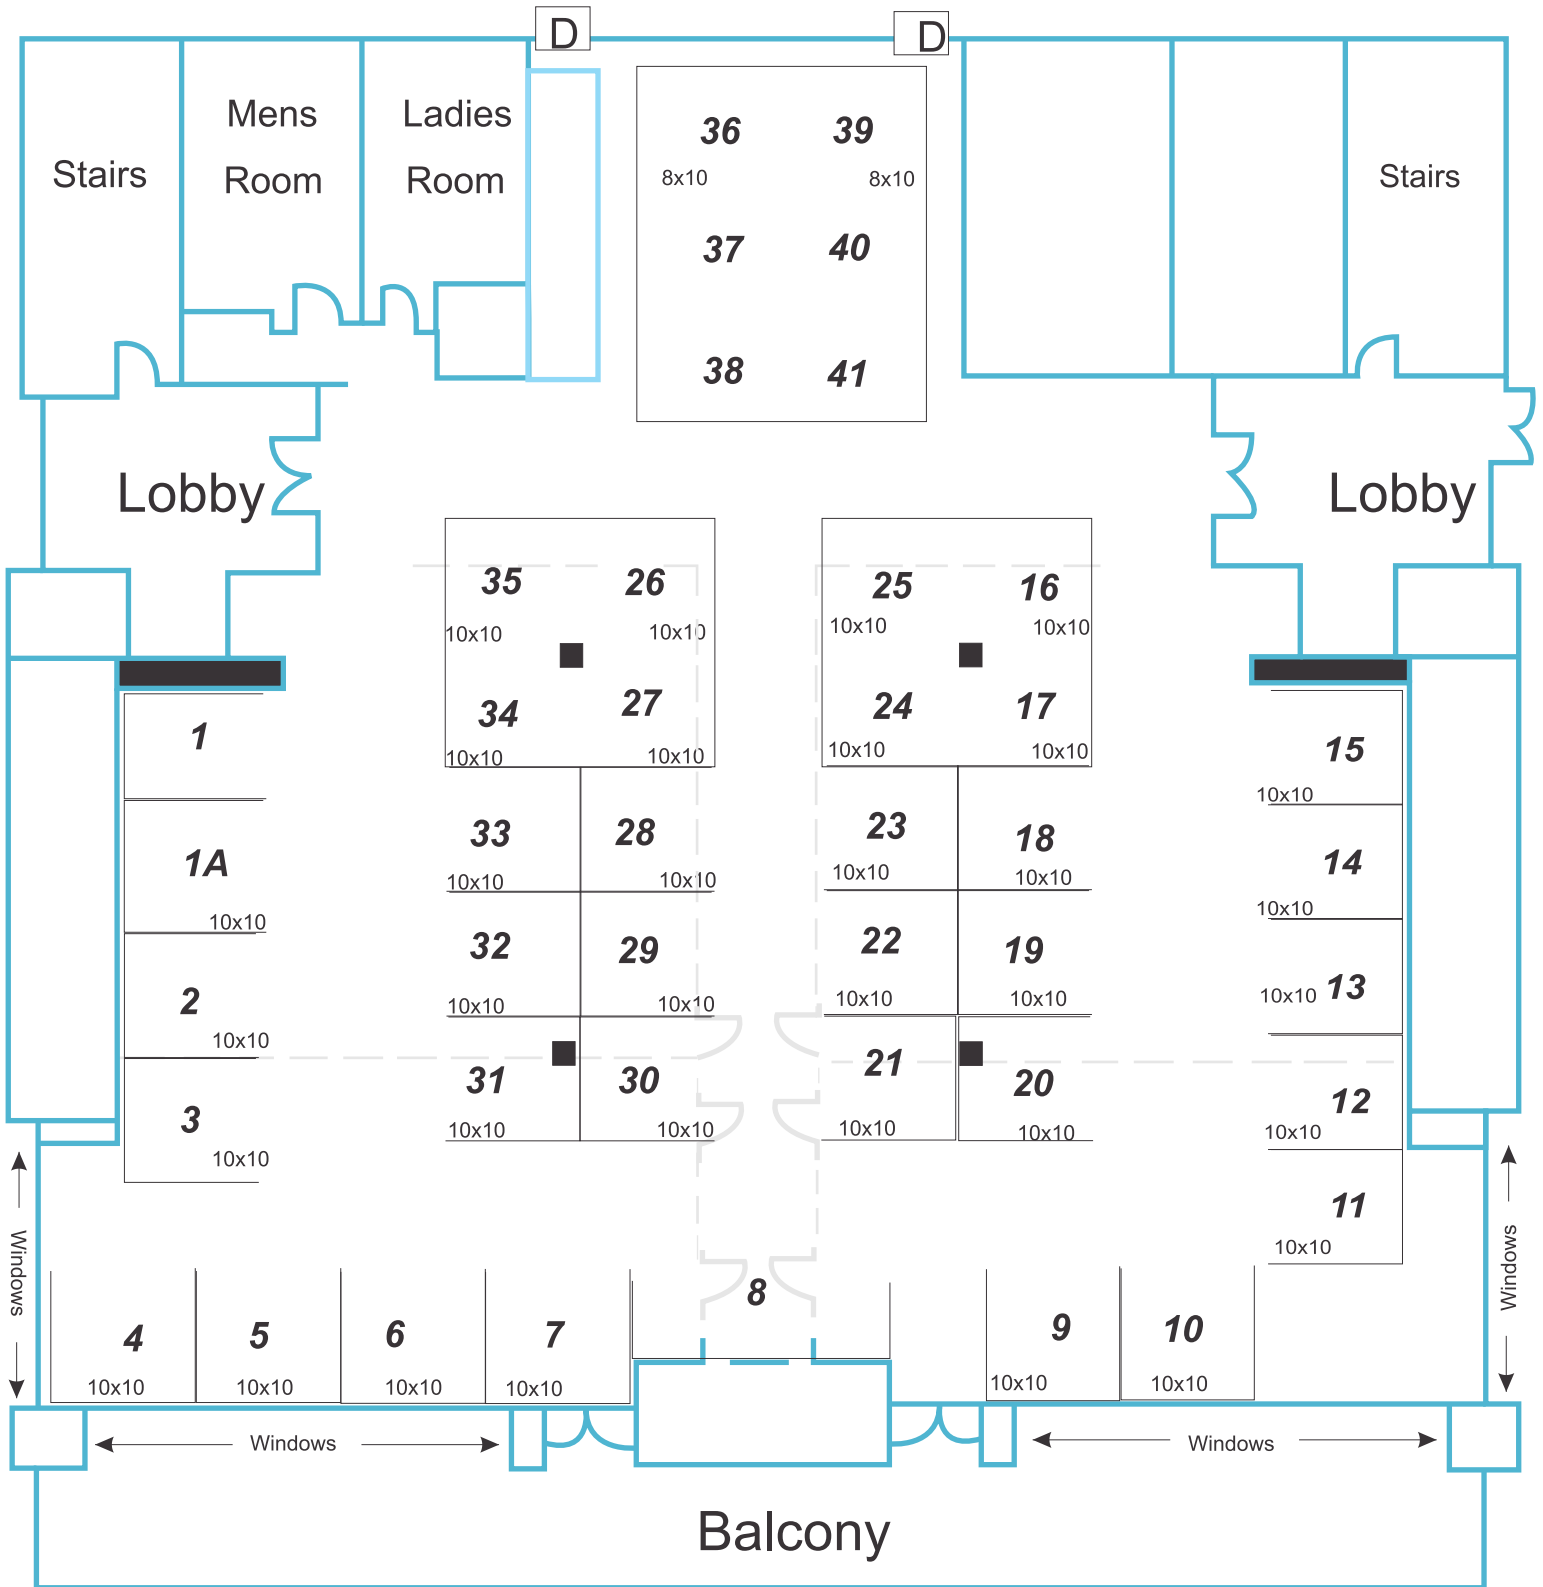 D
D
Mens
Room
Ladies
Room
Stairs
Stairs
36
39
8x10
8x10
37
40
38
41
Lobby
Lobby
35
26
25
16
10x10
10x10
10x10
10x10
34
27
24
17
10x10
10x10
10x10
10x10
1
15
10x10
33
28
23
18
10x10
10x10
10x10
10x10
1A
10x10
14
10x10
32
29
22
19
10x10
10x10
10x10
10x10
2
10x10
13
10x10
31
30
21
20
10x10
10x10
10x10
10x10
3
10x10
12
10x10
11
10x10
Windows
Windows
4
5
6
7
8
9
10
10x10
10x10
10x10
10x10
10x10
10x10
Windows
Windows
Balcony